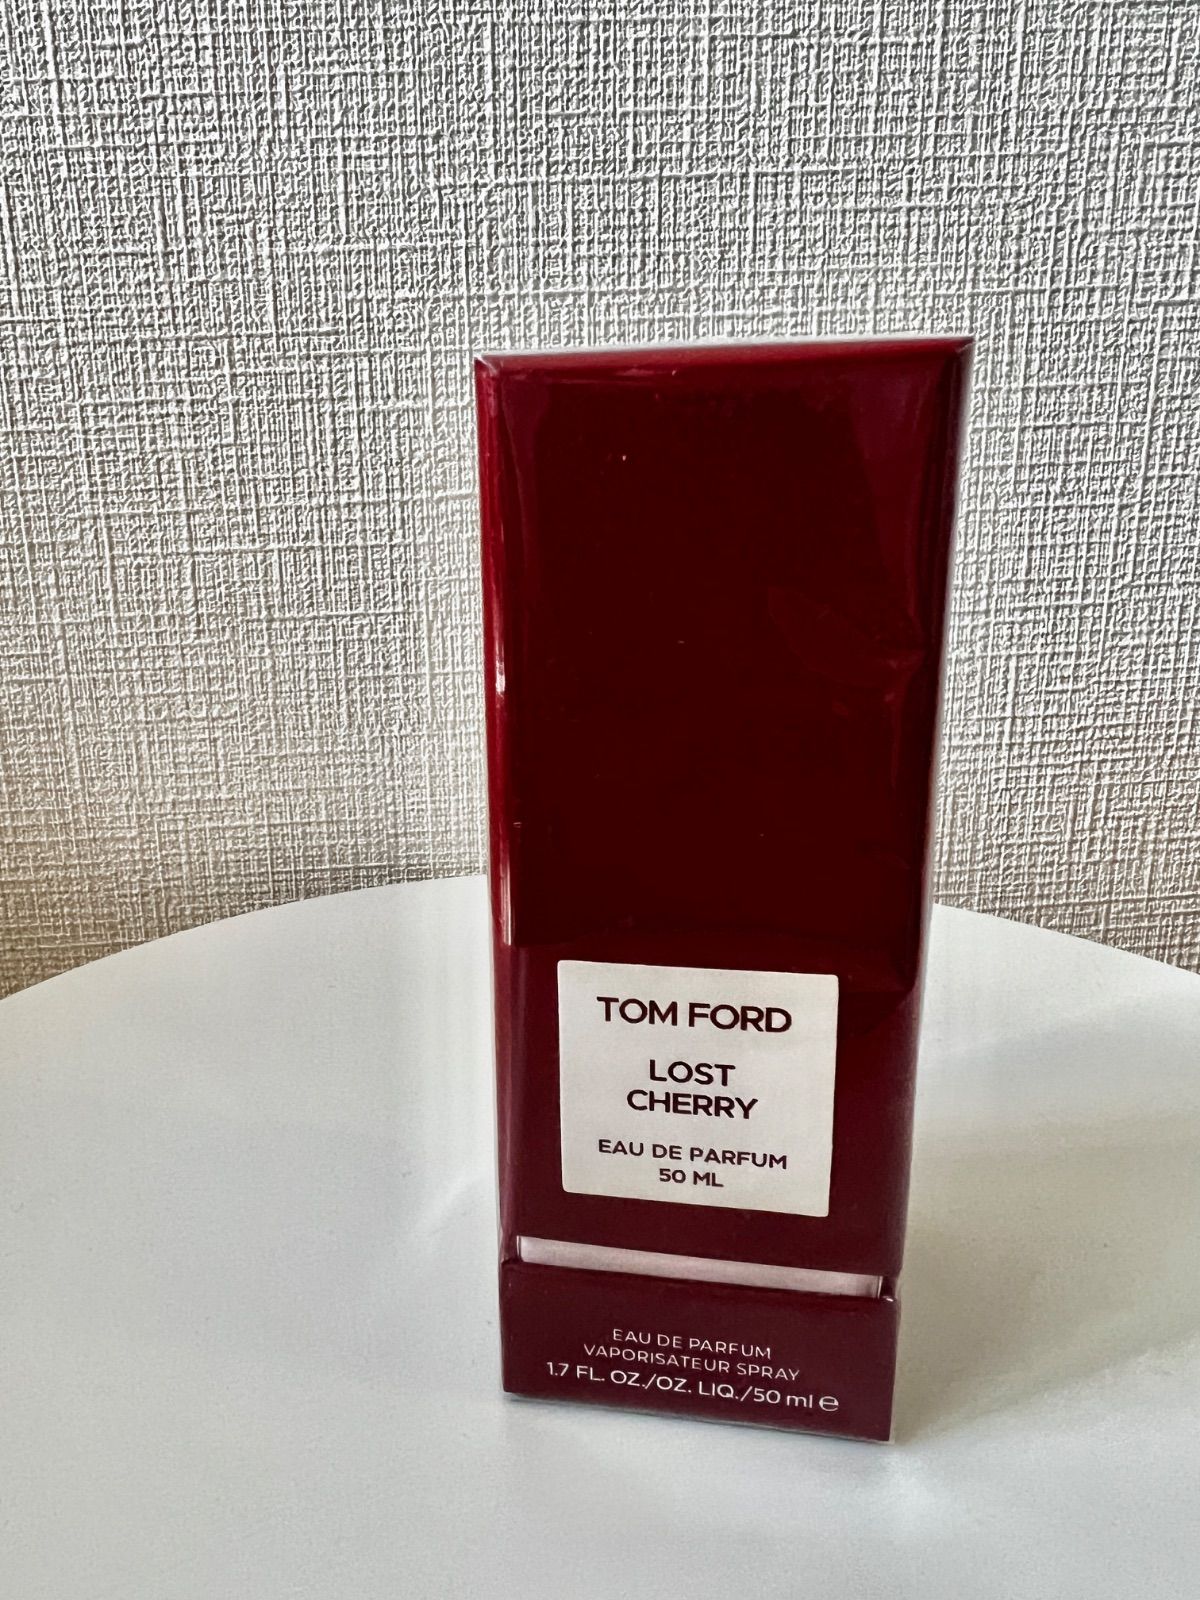 TOM FORD
LOST
CHERRY
EAU DE PARFUM
50 ML
EAU DE PARFUM
VAPORISATEUR SPRAY
1.7 FL. OZ./OZ. LIQ./50 ml ℮